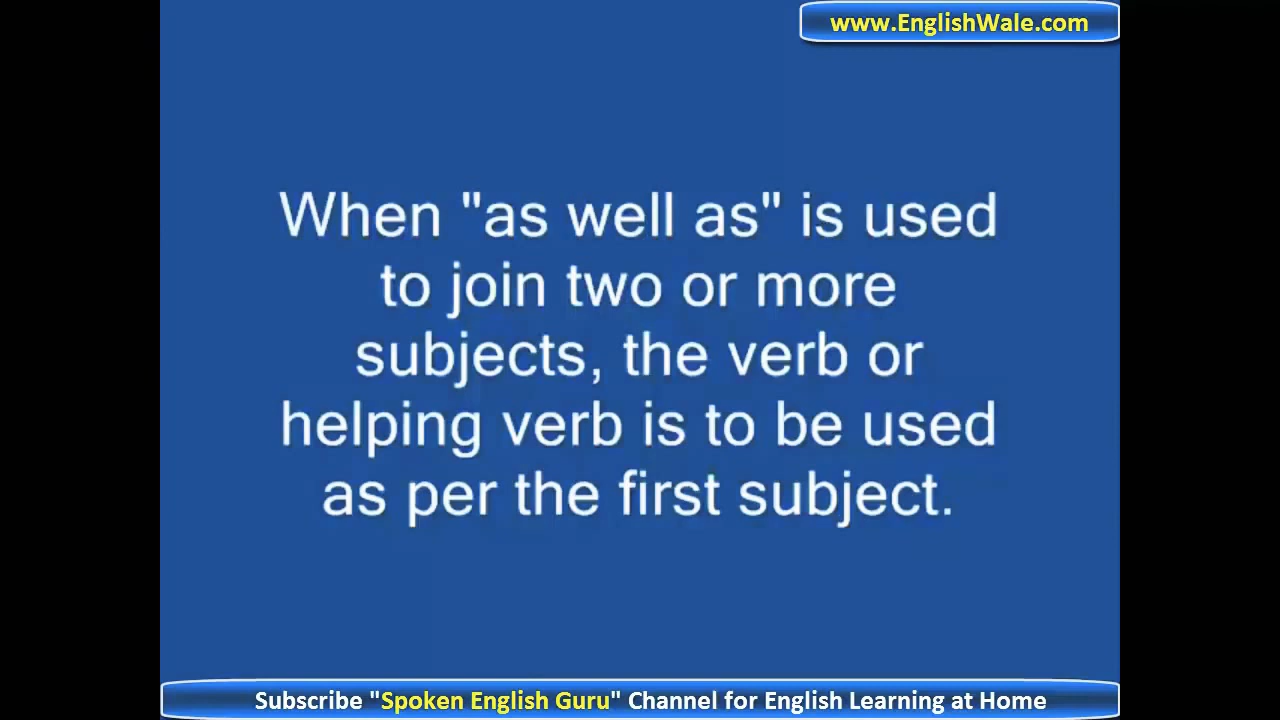 www.EnglishWale.com
When "as well as" is used
to join two or more
subjects, the verb or
helping verb is to be used
as per the first subject.
Subscribe "Spoken English Guru" Channel for English Learning at Home